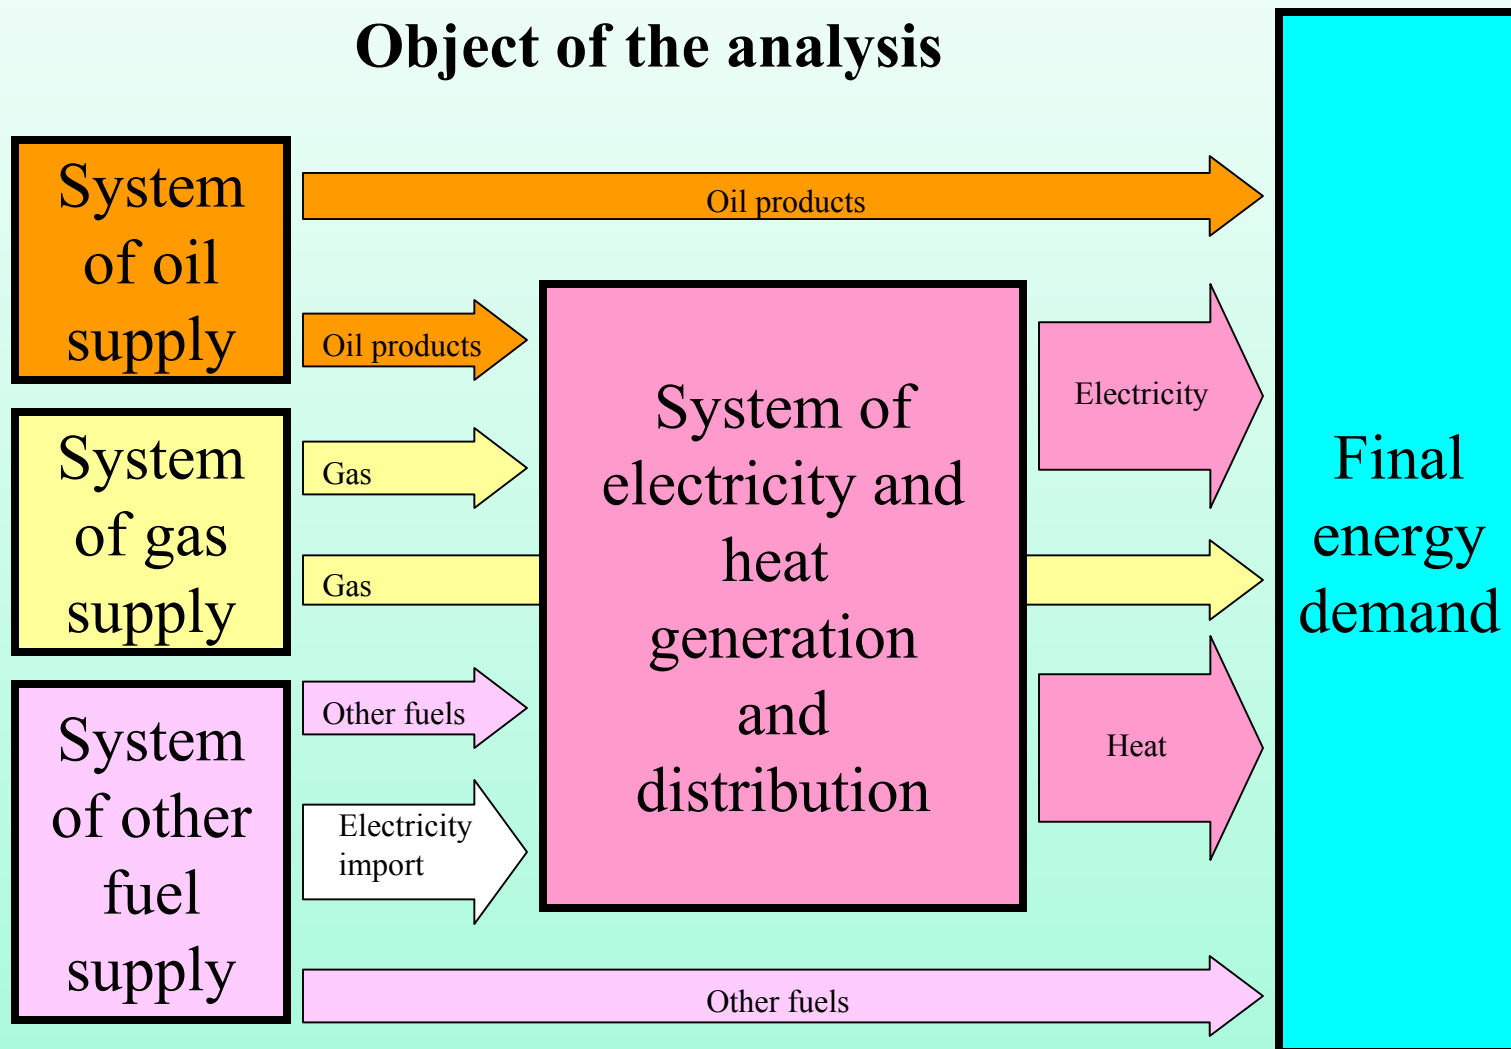 Object of the analysis
System
of oil
supply
Oil products
Oil products
System
of gas
supply
Gas
Gas
System
of other
fuel
supply
Other fuels
Electricity
import
Other fuels
System of
electricity and
heat
generation
and
distribution
Electricity
Heat
Final
energy
demand